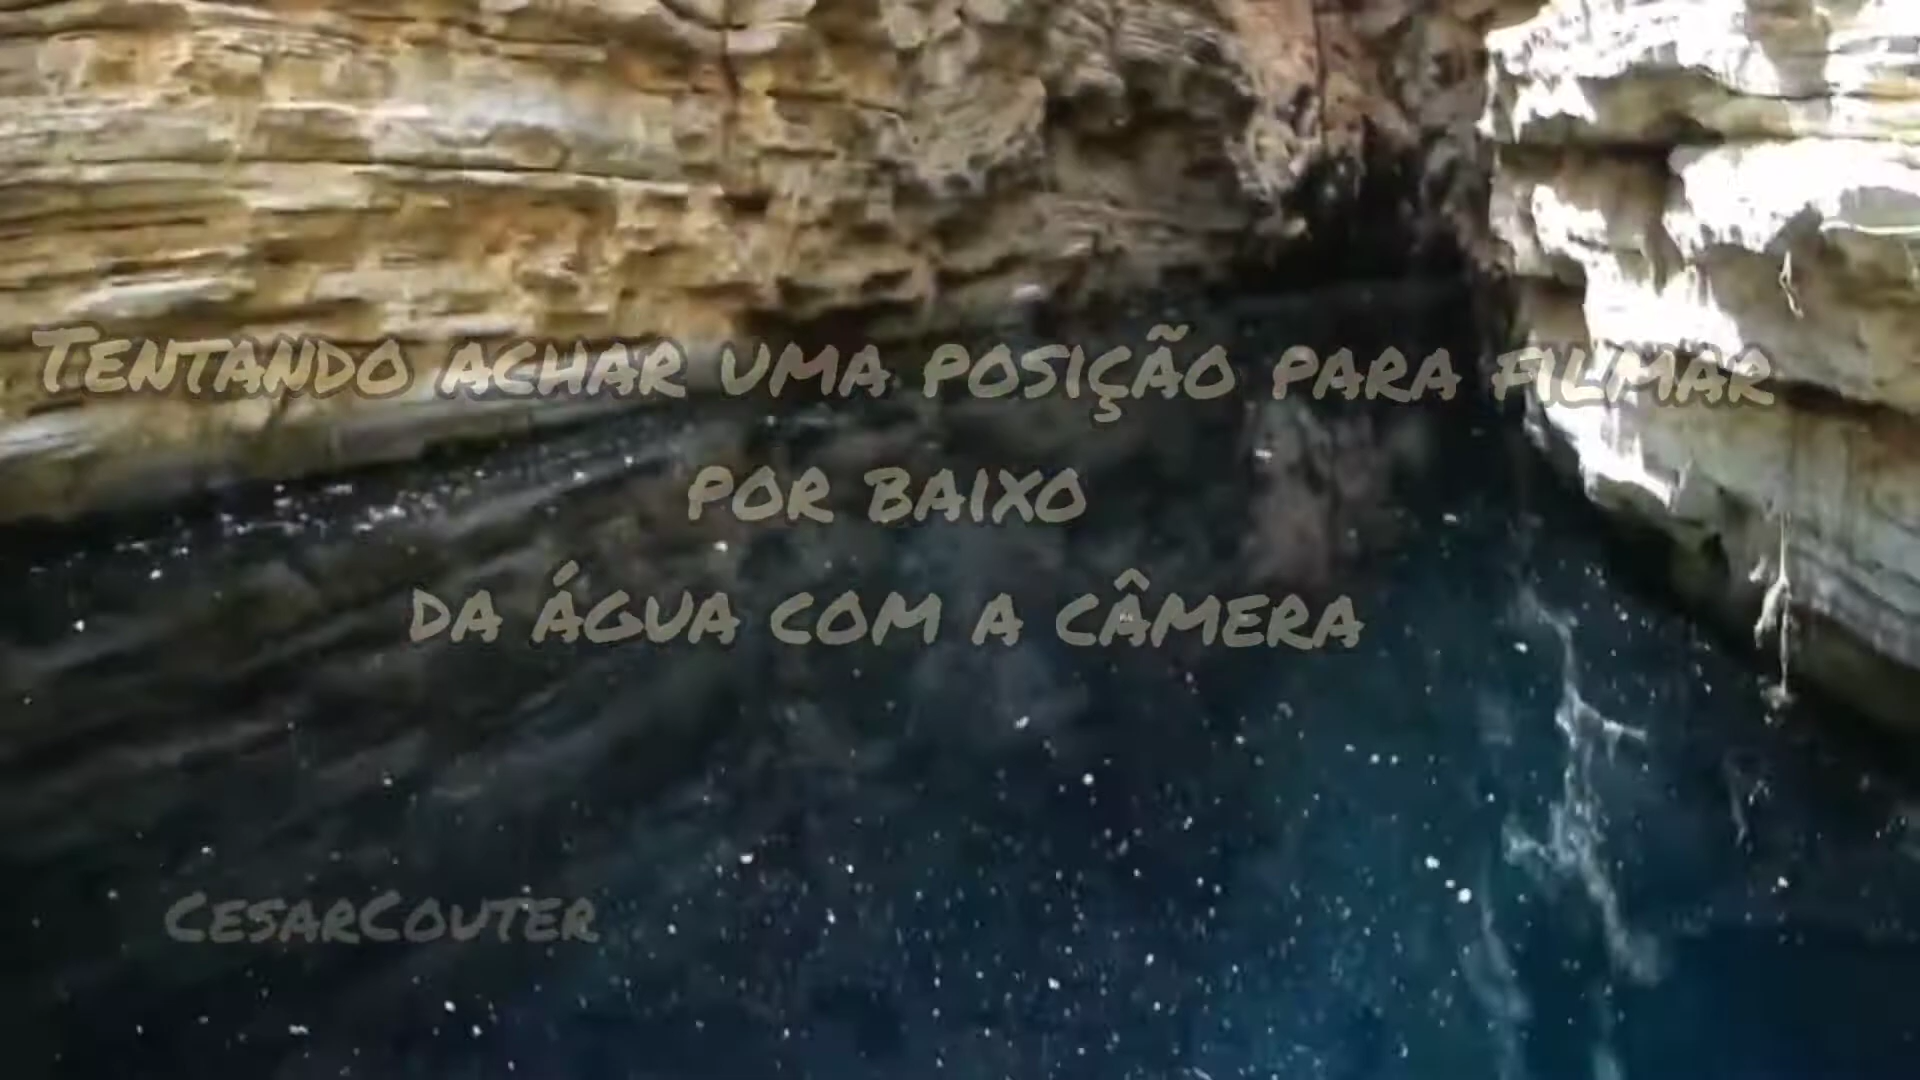 Tentando achar uma posição para filmar
por baixo
da água com a câmera
CesarCouter